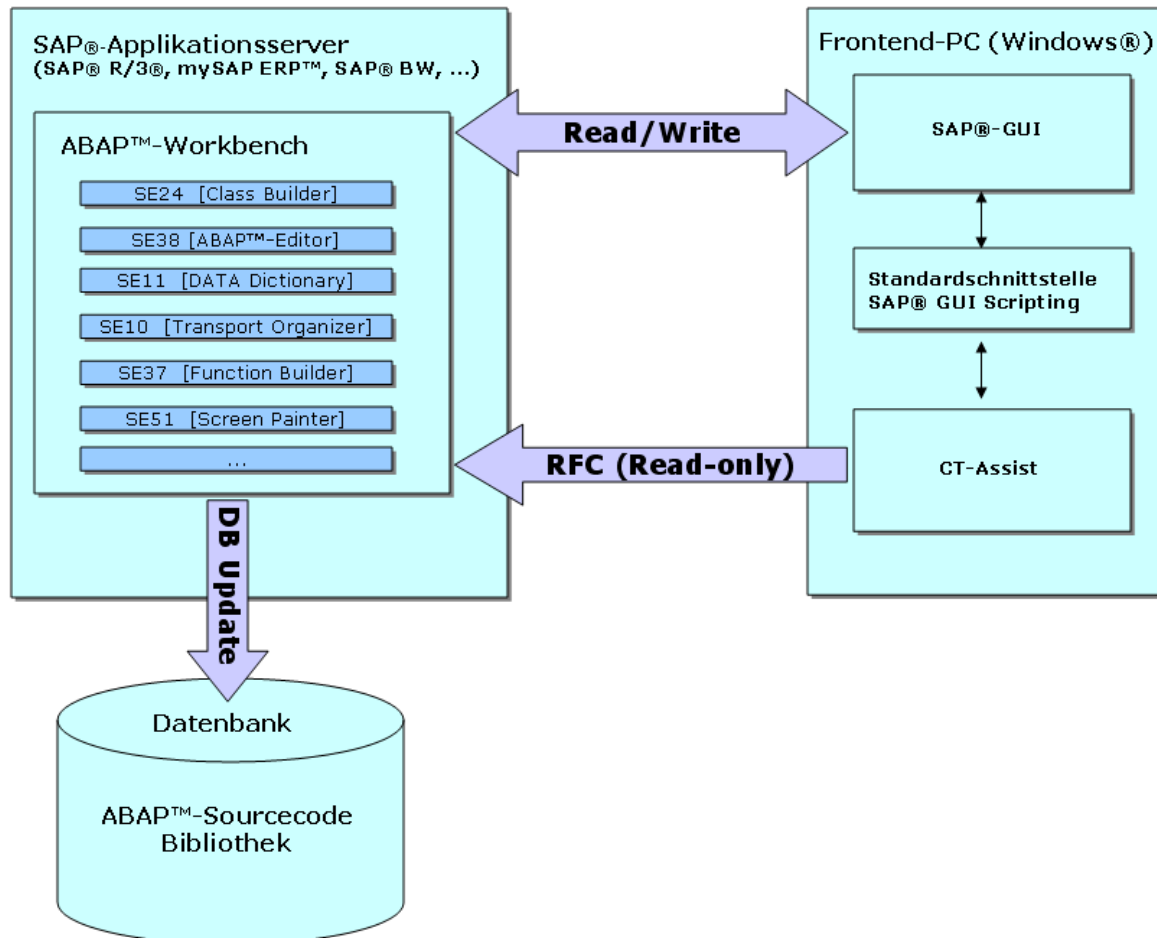 SAP®-Applikationsserver
(SAP® R/3®, mySAP ERP™, SAP® BW, ...)
ABAP™-Workbench
SE24 [Class Builder]
SE38 [ABAP™-Editor]
SE11 [DATA Dictionary]
SE10 [Transport Organizer]
SE37 [Function Builder]
SE51 [Screen Painter]
...
Read/Write
RFC (Read-only)
Frontend-PC (Windows®)
SAP®-GUI
Standardschnittstelle
SAP® GUI Scripting
CT-Assist
DB Update
Datenbank
ABAP™-Sourcecode
Bibliothek